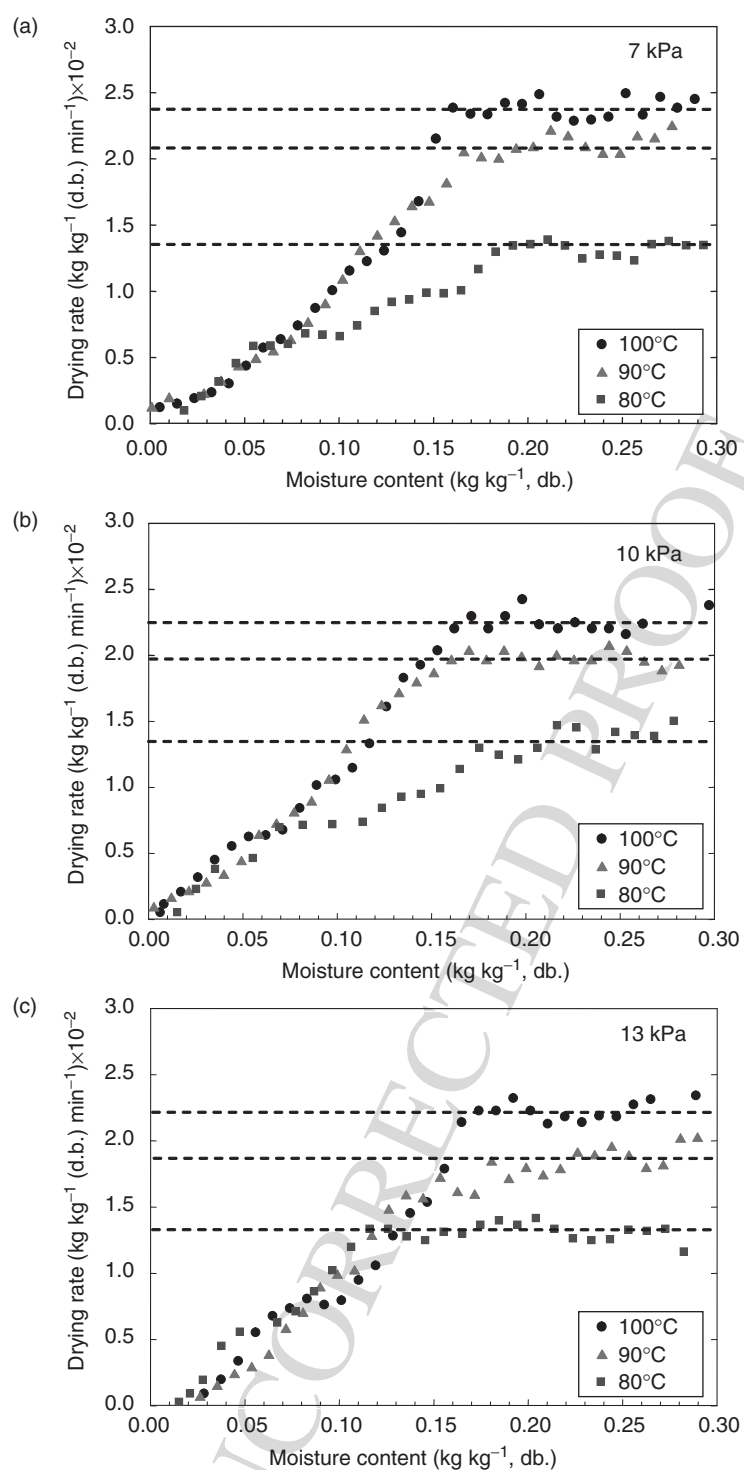 (a)
7 kPa
3.0
2.5
2.0
1.5
1.0
0.5
0.0
Drying rate (kg kg⁻¹ (d.b.) min⁻¹)×10⁻²
100°C
90°C
80°C
0.00 0.05 0.10 0.15 0.20 0.25 0.30
Moisture content (kg kg⁻¹, db.)
(b)
10 kPa
3.0
2.5
2.0
1.5
1.0
0.5
0.0
Drying rate (kg kg⁻¹ (d.b.) min⁻¹)×10⁻²
100°C
90°C
80°C
0.00 0.05 0.10 0.15 0.20 0.25 0.30
Moisture content (kg kg⁻¹, db.)
(c)
13 kPa
3.0
2.5
2.0
1.5
1.0
0.5
0.0
Drying rate (kg kg⁻¹ (d.b.) min⁻¹)×10⁻²
100°C
90°C
80°C
0.00 0.05 0.10 0.15 0.20 0.25 0.30
Moisture content (kg kg⁻¹, db.)
NCORRECTED PROOF